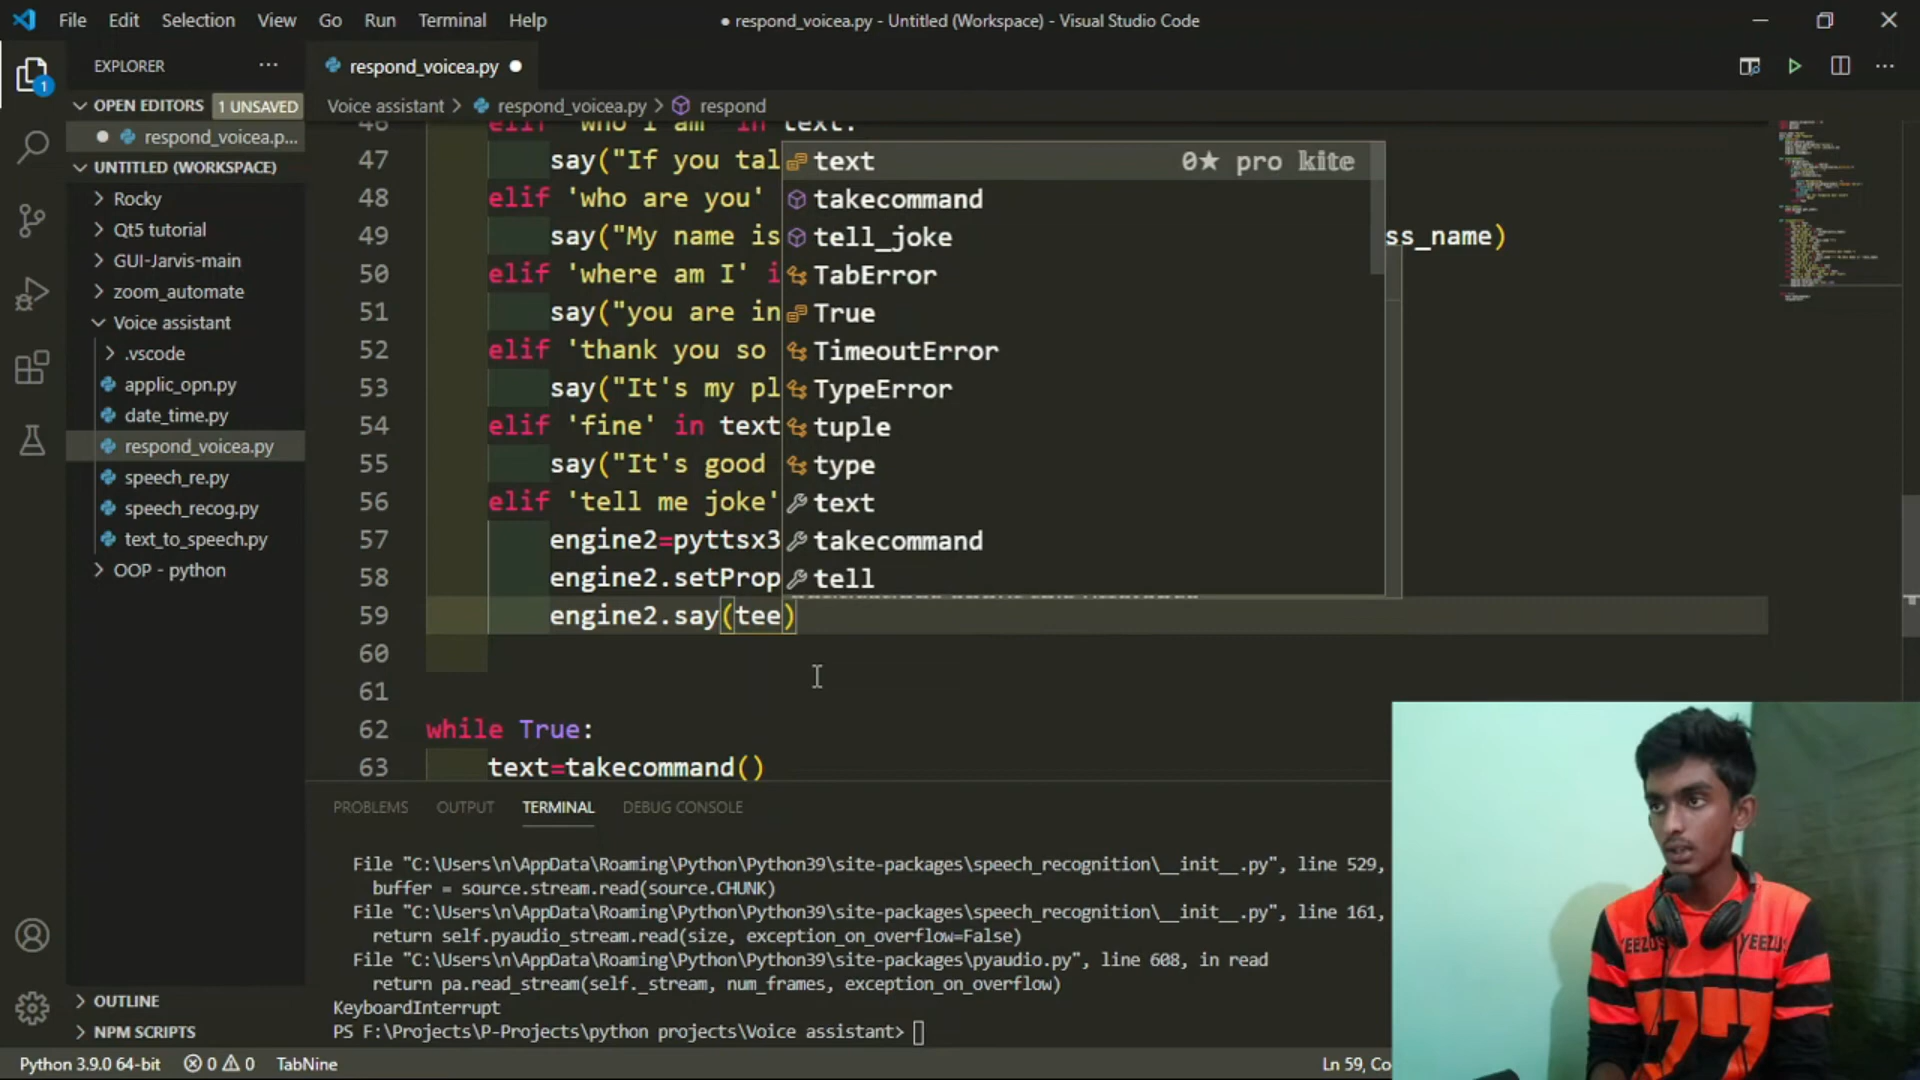 File Edit Selection View Go Run Terminal Help
● respond_voicea.py - Untitled (Workspace) - Visual Studio Code
EXPLORER
1
OPEN EDITORS 1 UNSAVED
respond_voicea.p...
UNTITLED (WORKSPACE)
Rocky
Qt5 tutorial
GUI-Jarvis-main
zoom_automate
Voice assistant
.vscode
applic_opn.py
date_time.py
respond_voicea.py
speech_re.py
speech_recog.py
text_to_speech.py
OOP - python
OUTLINE
NPM SCRIPTS
respond_voicea.py
Voice assistant > respond_voicea.py > respond
46 elif 'who I am' in text:
47 say("If you tal
48 elif 'who are you'
49 say("My name is ss_name)
50 elif 'where am I' i
51 say("you are in
52 elif 'thank you so
53 say("It's my pl
54 elif 'fine' in text
55 say("It's good
56 elif 'tell me joke'
57 engine2=pyttsx3
58 engine2.setProp
59 engine2.say(tee)
60
61
62 while True:
63 text=takecommand()
text 0★ pro kite
takecommand
tell_joke
TabError
True
TimeoutError
TypeError
tuple
type
text
takecommand
tell
PROBLEMS OUTPUT TERMINAL DEBUG CONSOLE
File "C:\Users\n\AppData\Roaming\Python\Python39\site-packages\speech_recognition\__init__.py", line 529,
buffer = source.stream.read(source.CHUNK)
File "C:\Users\n\AppData\Roaming\Python\Python39\site-packages\speech_recognition\__init__.py", line 161,
return self.pyaudio_stream.read(size, exception_on_overflow=False)
File "C:\Users\n\AppData\Roaming\Python\Python39\site-packages\pyaudio.py", line 608, in read
return pa.read_stream(self._stream, num_frames, exception_on_overflow)
KeyboardInterrupt
PS F:\Projects\P-Projects\python projects\Voice assistant>
YEEZUS YEEZUS
Python 3.9.0 64-bit 0 0 TabNine
Ln 59, Co